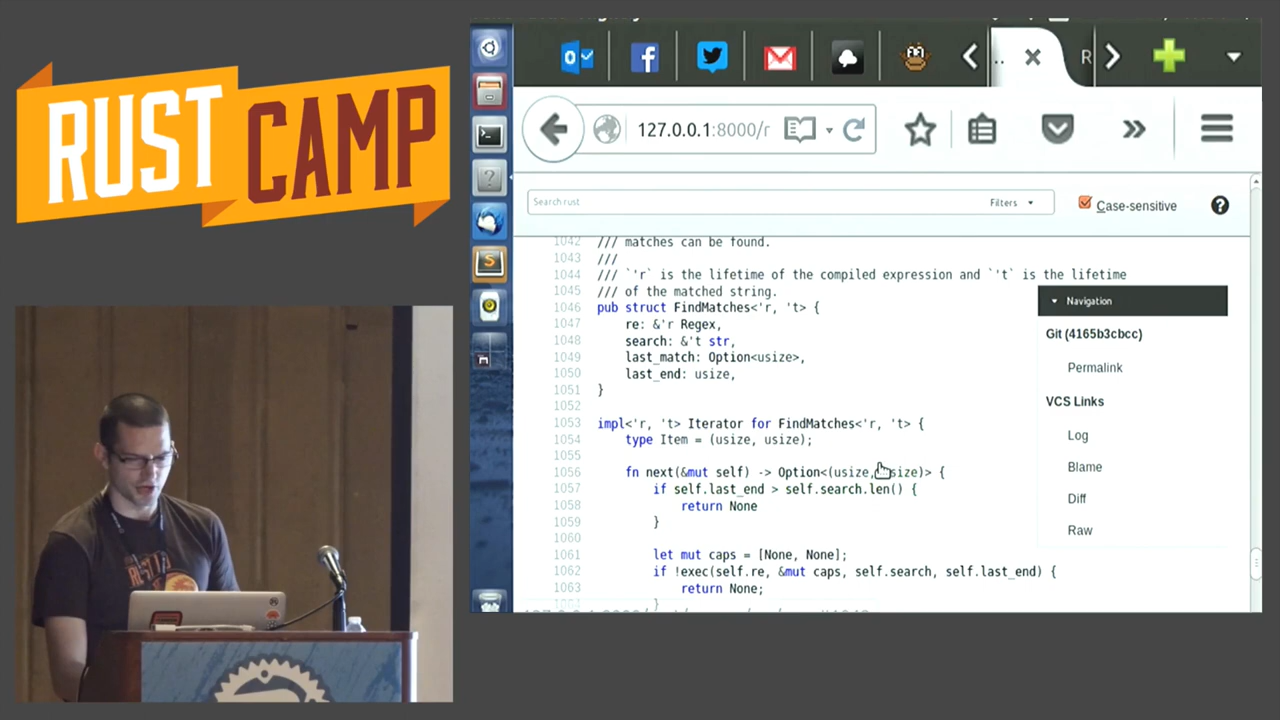 RUST CAMP
127.0.0.1:8000/r
R
Search rust
Filters
Case-sensitive
1042 /// matches can be found.
1043 ///
1044 /// `'r` is the lifetime of the compiled expression and `'t` is the lifetime
1045 /// of the matched string.
1046 pub struct FindMatches<'r, 't> {
1047 re: &'r Regex,
1048 search: &'t str,
1049 last_match: Option<usize>,
1050 last_end: usize,
1051 }
1052
1053 impl<'r, 't> Iterator for FindMatches<'r, 't> {
1054 type Item = (usize, usize);
1055
1056 fn next(&mut self) -> Option<(usize, usize)> {
1057 if self.last_end > self.search.len() {
1058 return None
1059 }
1060
1061 let mut caps = [None, None];
1062 if !exec(self.re, &mut caps, self.search, self.last_end) {
1063 return None;
}
Navigation
Git (4165b3cbcc)
Permalink
VCS Links
Log
Blame
Diff
Raw